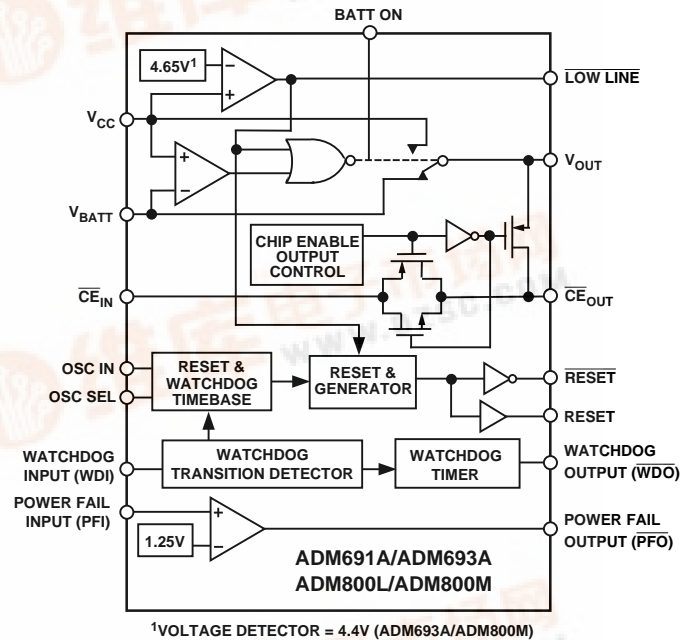 BATT ON
4.65V1
LOW LINE
VCC
VOUT
VBATT
CHIP ENABLE
OUTPUT
CONTROL
CEIN
CEOUT
OSC IN
OSC SEL
RESET &
WATCHDOG
TIMEBASE
RESET &
GENERATOR
RESET
RESET
WATCHDOG
INPUT (WDI)
WATCHDOG
TRANSITION DETECTOR
WATCHDOG
TIMER
WATCHDOG
OUTPUT (WDO)
POWER FAIL
INPUT (PFI)
1.25V
POWER FAIL
OUTPUT (PFO)
ADM691A/ADM693A
ADM800L/ADM800M
1VOLTAGE DETECTOR = 4.4V (ADM693A/ADM800M)